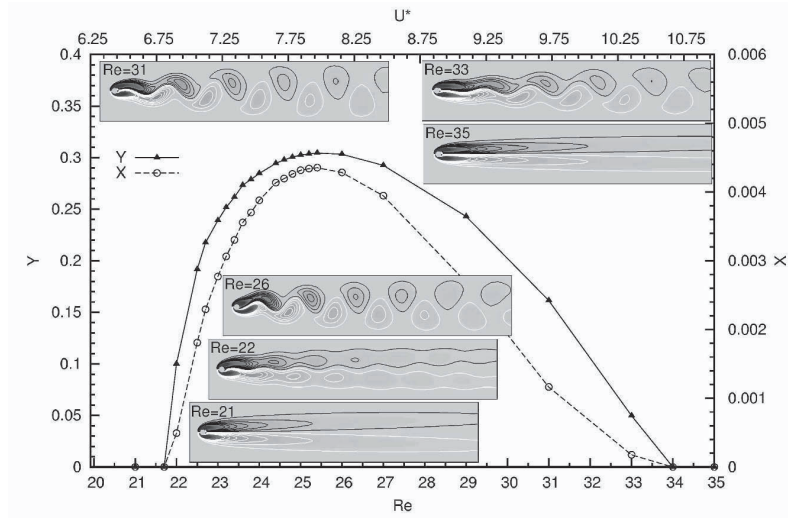 U*
6.25 6.75 7.25 7.75 8.25 8.75 9.25 9.75 10.25 10.75
0.4 0.006
Re=31 Re=33
0.35 0.005
Re=35
0.3
Y
X
0.004
0.25
0.2 0.003
Y X
Re=26
0.15
0.002
Re=22
0.1
0.001
Re=21
0.05
0 0
20 21 22 23 24 25 26 27 28 29 30 31 32 33 34 35
Re